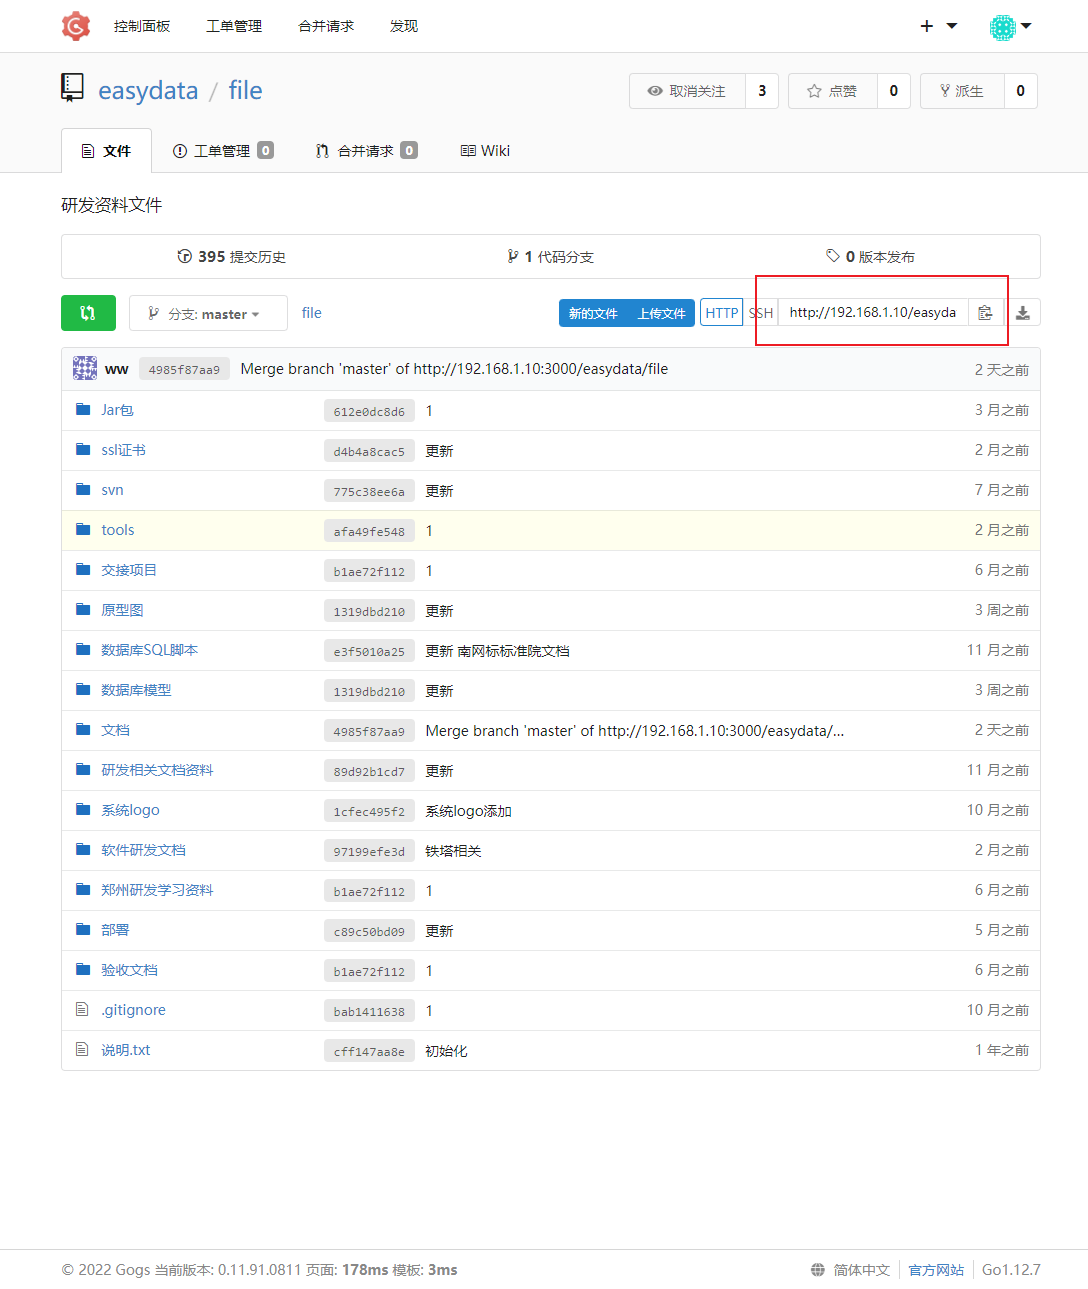 控制面板 工单管理 合并请求 发现
easydata / file 取消关注 3 点赞 0 派生 0
文件 工单管理 0 合并请求 0 Wiki
研发资料文件
395 提交历史 1 代码分支 0 版本发布
分支: master file 新的文件 上传文件 HTTP SSH http://192.168.1.10/easyda
ww 4985f87aa9 Merge branch 'master' of http://192.168.1.10:3000/easydata/file 2 天之前
Jar包 612e0dc8d6 1 3 月之前
ssl证书 d4b4a8cac5 更新 2 月之前
svn 775c38ee6a 更新 7 月之前
tools afa49fe548 1 2 月之前
交接项目 b1ae72f112 1 6 月之前
原型图 1319dbd210 更新 3 周之前
数据库SQL脚本 e3f5010a25 更新 南网标标准院文档 11 月之前
数据库模型 1319dbd210 更新 3 周之前
文档 4985f87aa9 Merge branch 'master' of http://192.168.1.10:3000/easydata/... 2 天之前
研发相关文档资料 89d92b1cd7 更新 11 月之前
系统logo 1cfec495f2 系统logo添加 10 月之前
软件研发文档 97199efe3d 铁塔相关 2 月之前
郑州研发学习资料 b1ae72f112 1 6 月之前
部署 c89c50bd09 更新 5 月之前
验收文档 b1ae72f112 1 6 月之前
.gitignore bab1411638 1 10 月之前
说明.txt cff147aa8e 初始化 1 年之前
© 2022 Gogs 当前版本: 0.11.91.0811 页面: 178ms 模板: 3ms 简体中文 官方网站 Go1.12.7